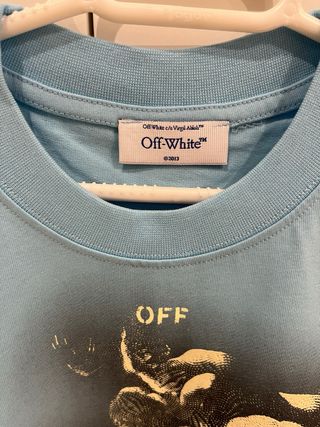 Off-White c/o Virgil Abloh™
Off-White™
©2013
OFF